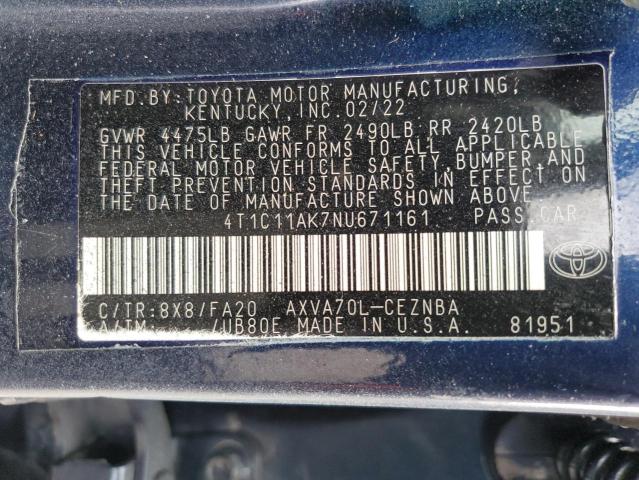 MFD.BY:TOYOTA MOTOR MANUFACTURING,
KENTUCKY,INC.02/22
GVWR 4475LB GAWR FR 2490LB RR 2420LB
THIS VEHICLE CONFORMS TO ALL APPLICABLE
FEDERAL MOTOR VEHICLE SAFETY, BUMPER AND
THEFT PREVENTION STANDARDS IN EFFECT ON
THE DATE OF MANUFACTURE SHOWN ABOVE.
4T1C11AK7NU671161 PASS.CAR
C/TR:8X8/FA20 AXVA70L-CEZNBA
A/TM /UB80E MADE IN U.S.A. 81951